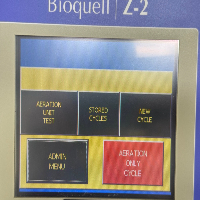 Bioquell Z-2
AERATION
UNIT
TEST
STORED
CYCLES
NEW
CYCLE
ADMIN
MENU
AERATION
ONLY
CYCLE